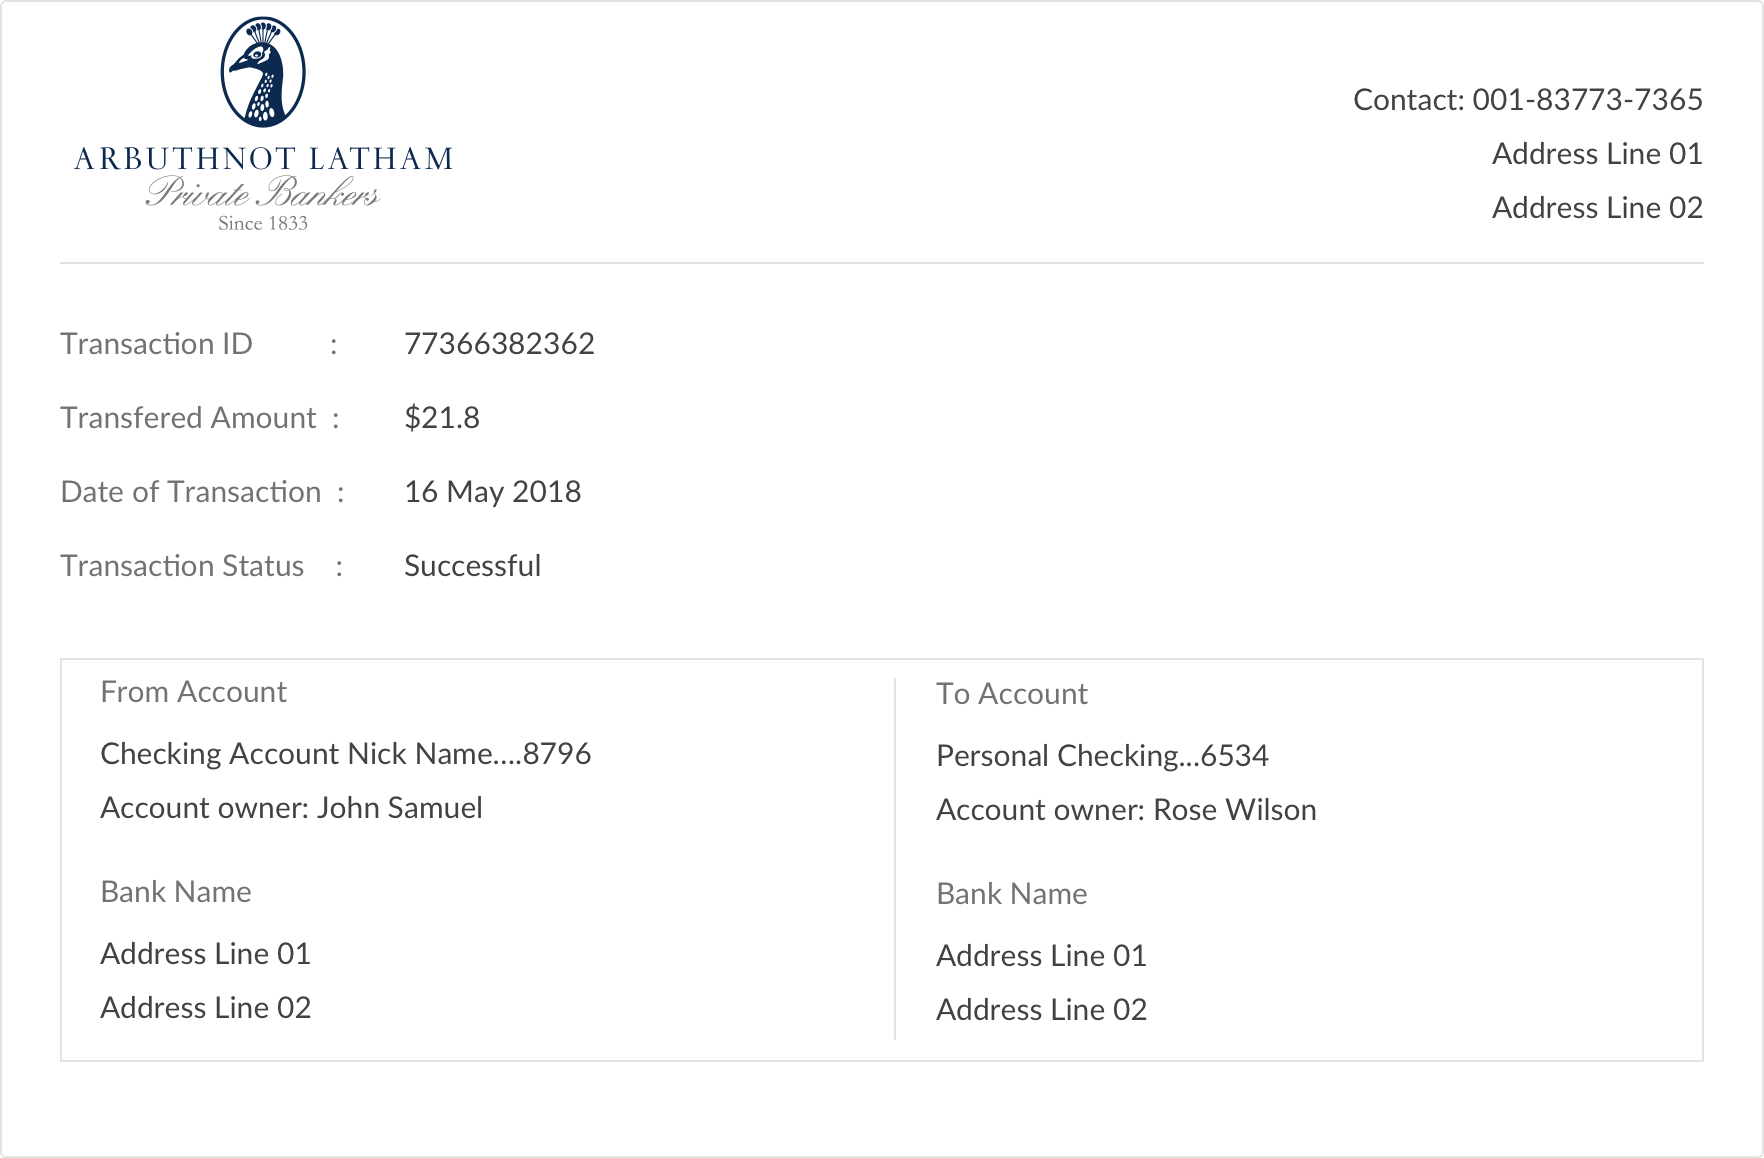 ARBUTHNOT LATHAM
Private Bankers
Since 1833
Contact: 001-83773-7365
Address Line 01
Address Line 02
Transaction ID : 77366382362
Transfered Amount : $21.8
Date of Transaction : 16 May 2018
Transaction Status : Successful
From Account
Checking Account Nick Name....8796
Account owner: John Samuel
Bank Name
Address Line 01
Address Line 02
To Account
Personal Checking...6534
Account owner: Rose Wilson
Bank Name
Address Line 01
Address Line 02